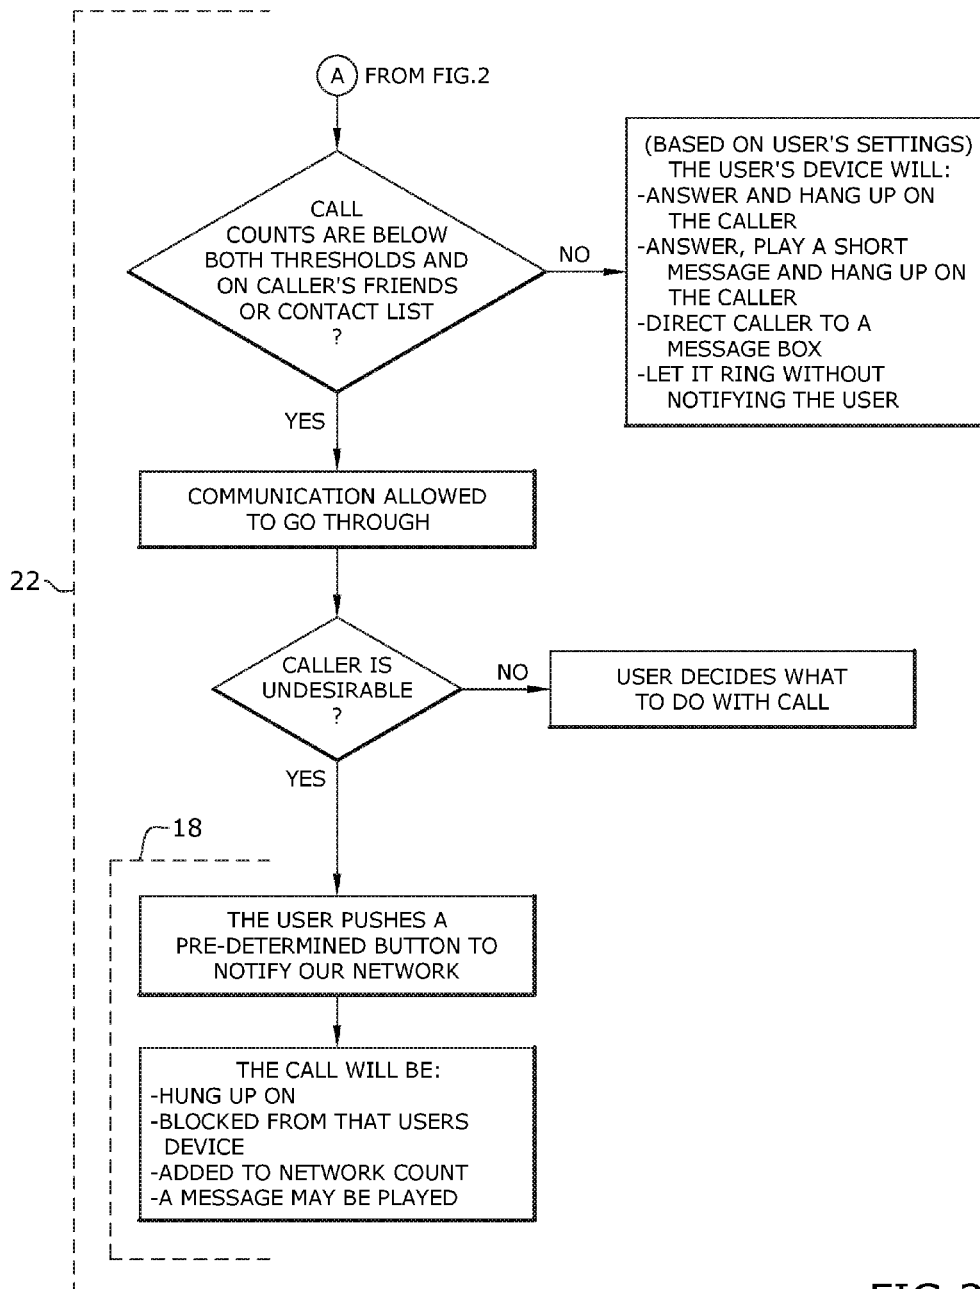 A FROM FIG.2
CALL
COUNTS ARE BELOW
BOTH THRESHOLDS AND
ON CALLER'S FRIENDS
OR CONTACT LIST
?
NO
(BASED ON USER'S SETTINGS)
THE USER'S DEVICE WILL:
-ANSWER AND HANG UP ON
THE CALLER
-ANSWER, PLAY A SHORT
MESSAGE AND HANG UP ON
THE CALLER
-DIRECT CALLER TO A
MESSAGE BOX
-LET IT RING WITHOUT
NOTIFYING THE USER
YES
COMMUNICATION ALLOWED
TO GO THROUGH
22
CALLER IS
UNDESIRABLE
?
NO
USER DECIDES WHAT
TO DO WITH CALL
YES
18
THE USER PUSHES A
PRE-DETERMINED BUTTON TO
NOTIFY OUR NETWORK
THE CALL WILL BE:
-HUNG UP ON
-BLOCKED FROM THAT USERS
DEVICE
-ADDED TO NETWORK COUNT
-A MESSAGE MAY BE PLAYED